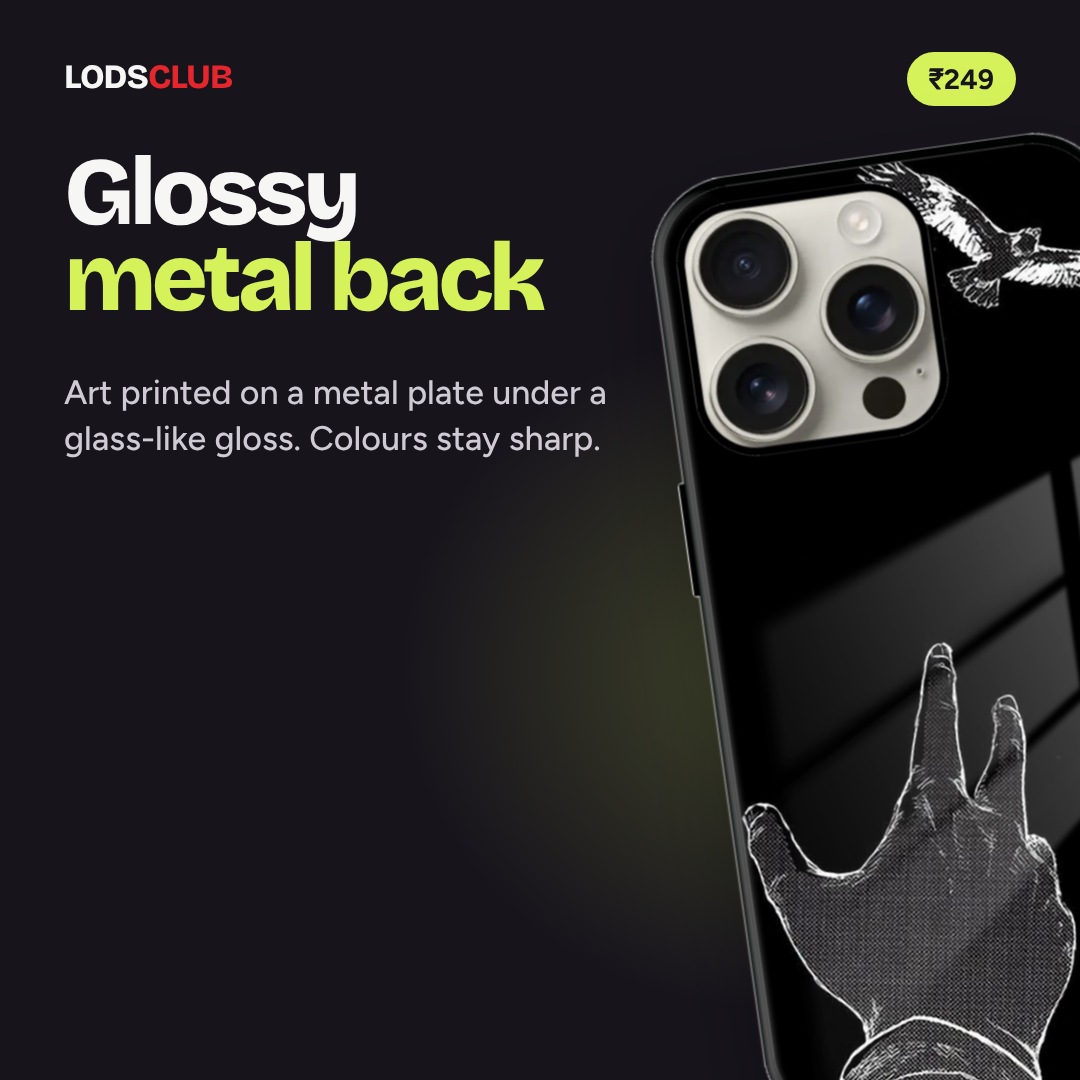 LODSCLUB
₹249
Glossy
metal back
Art printed on a metal plate under a
glass-like gloss. Colours stay sharp.